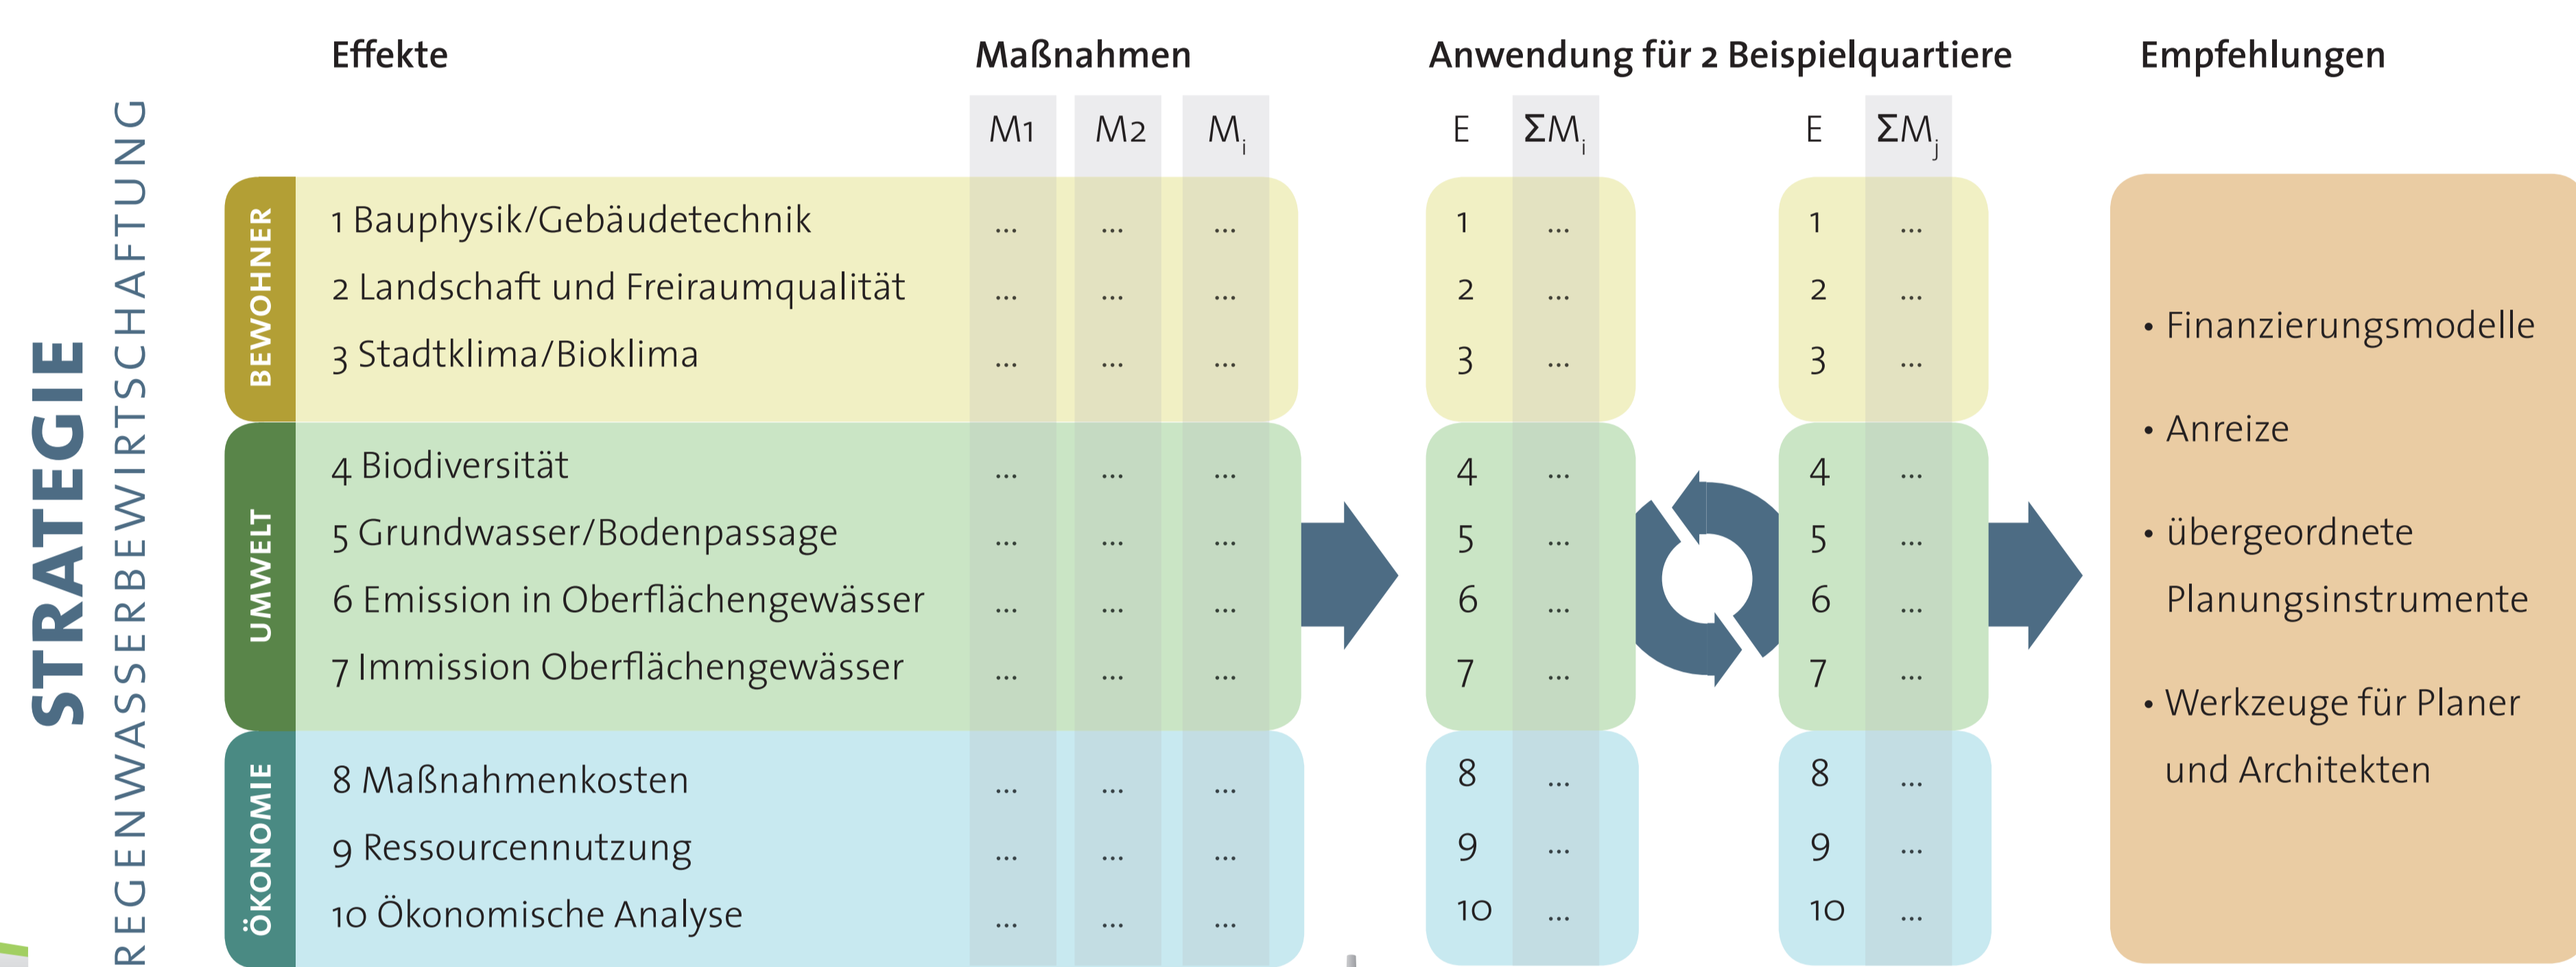 STRATEGIE
REGENWASSERBEWIRTSCHAFTUNG
Effekte
Maßnahmen
Anwendung für 2 Beispielquartiere
Empfehlungen
M1 M2 Mi
E ΣMi
E ΣMj
BEWOHNER
1 Bauphysik/Gebäudetechnik ... ... ... 1 ... 1 ...
2 Landschaft und Freiraumqualität ... ... ... 2 ... 2 ...
3 Stadtklima/Bioklima ... ... ... 3 ... 3 ...
UMWELT
4 Biodiversität ... ... ... 4 ... 4 ...
5 Grundwasser/Bodenpassage ... ... ... 5 ... 5 ...
6 Emission in Oberflächengewässer ... ... ... 6 ... 6 ...
7 Immission Oberflächengewässer ... ... ... 7 ... 7 ...
ÖKONOMIE
8 Maßnahmenkosten ... ... ... 8 ... 8 ...
9 Ressourcennutzung ... ... ... 9 ... 9 ...
10 Ökonomische Analyse ... ... ... 10 ... 10 ...
• Finanzierungsmodelle
• Anreize
• übergeordnete
Planungsinstrumente
• Werkzeuge für Planer
und Architekten